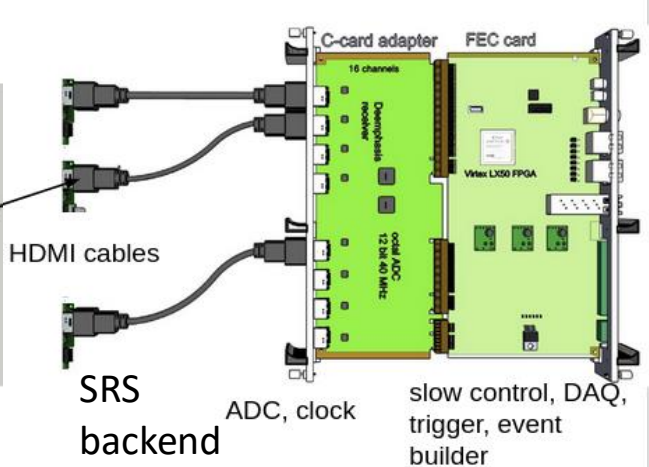 C-card adapter
FEC card
16 channels
Deemphasis
receiver
Virtex LX50 FPGA
octal ADC
12 bit 40 MHz
HDMI cables
SRS
backend
ADC, clock
slow control, DAQ,
trigger, event
builder